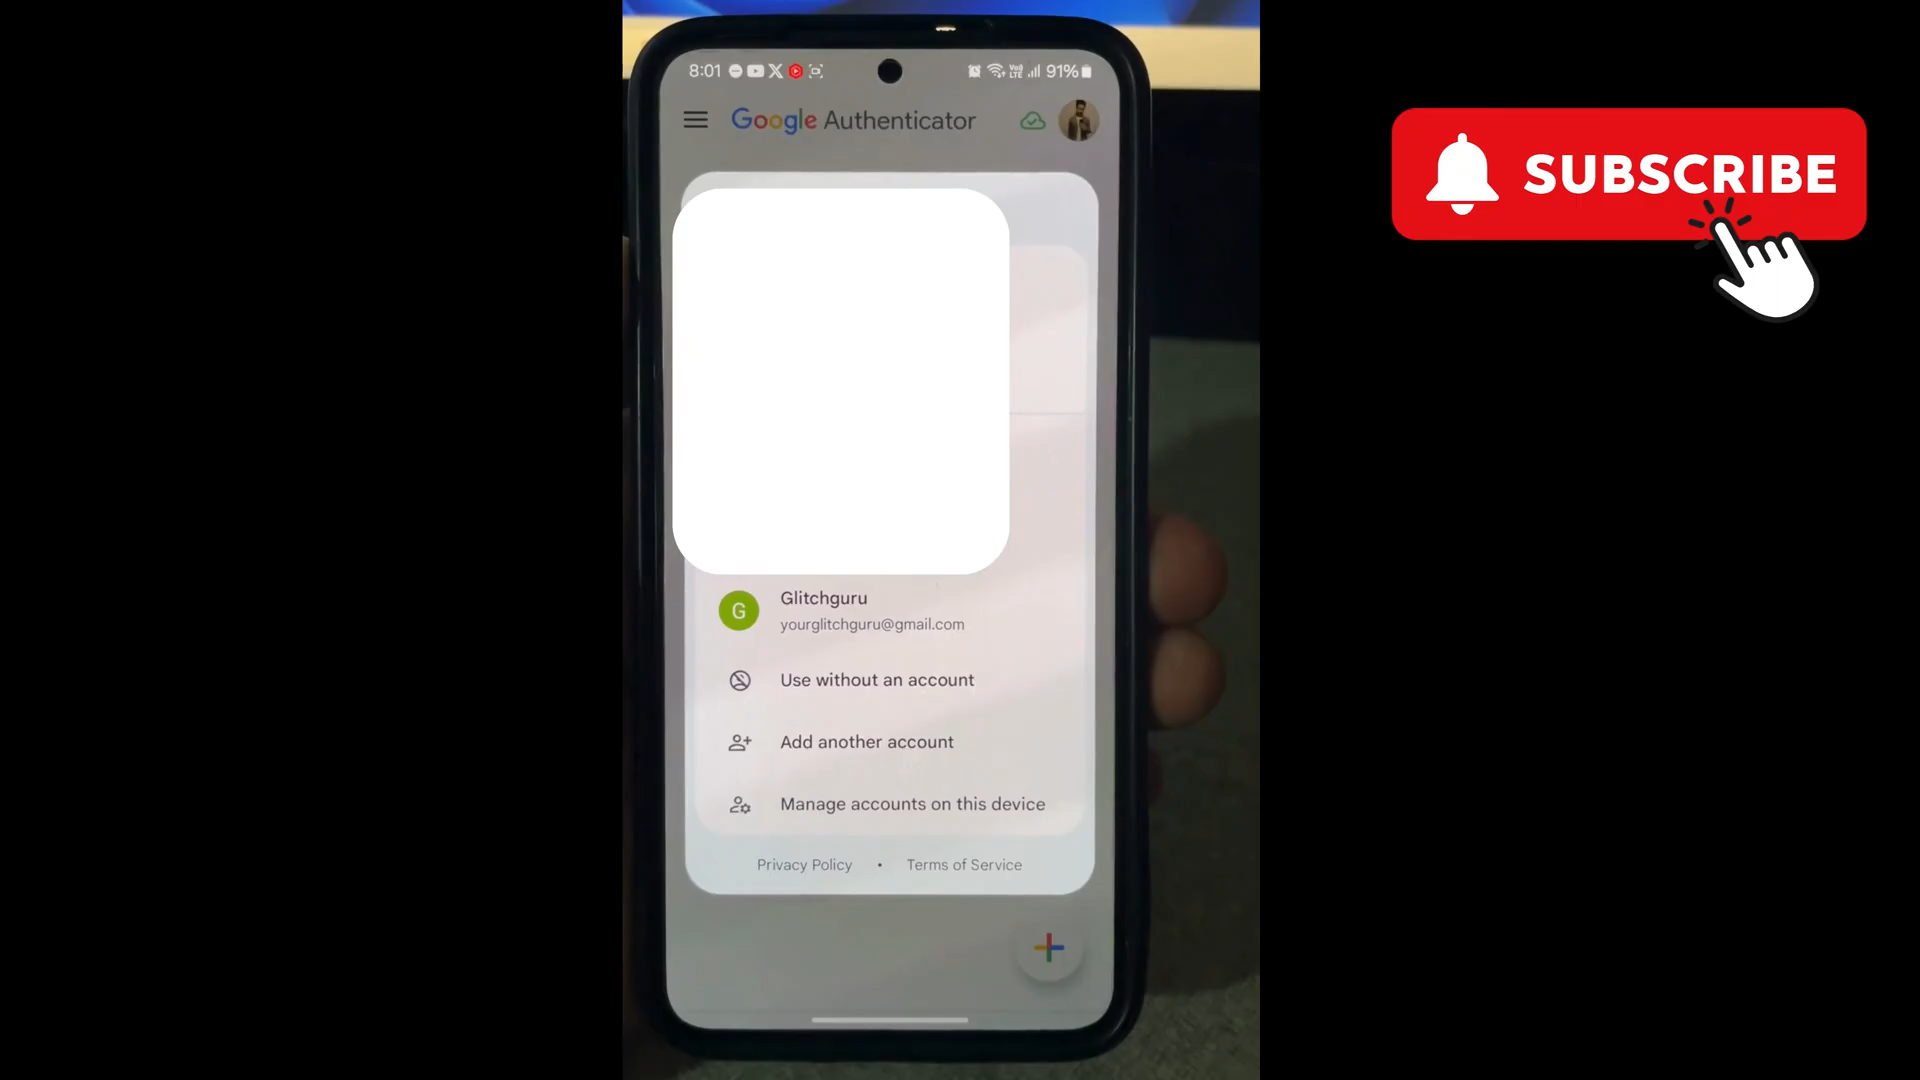 8:01 91%
Google Authenticator
SUBSCRIBE
G
Glitchguru
yourglitchguru@gmail.com
Use without an account
Add another account
Manage accounts on this device
Privacy Policy • Terms of Service